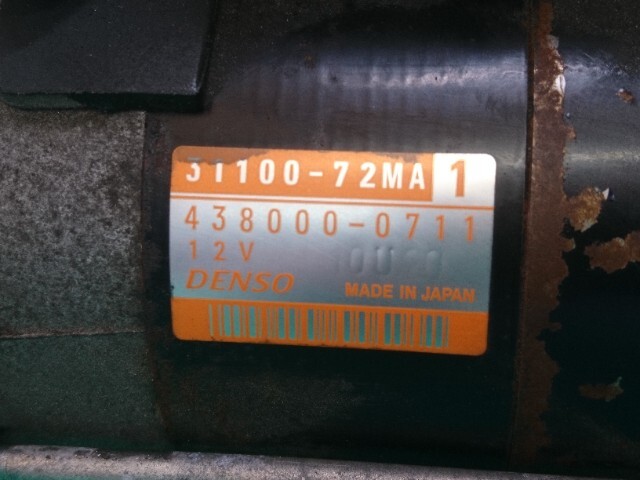 31100-72MA 1
438000-0711
12V
DENSO MADE IN JAPAN